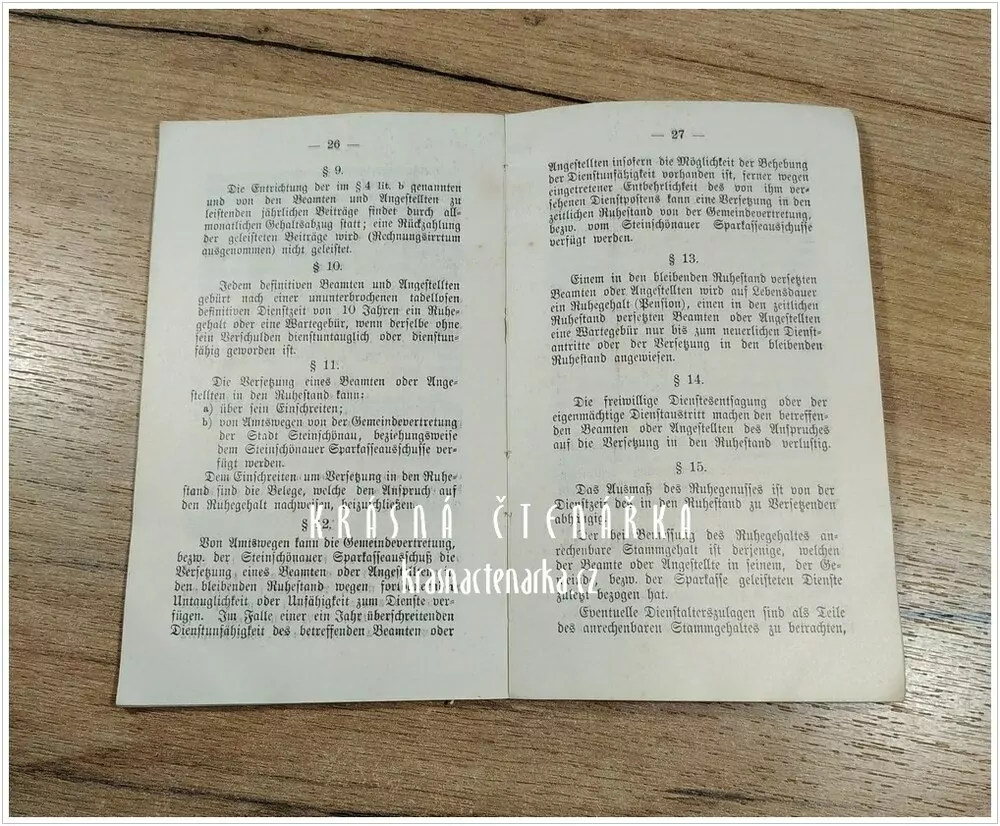 — 26 —
§ 9.
Die Entrichtung der im § 4 lit. b genannten
und von den Beamten und Angestellten zu
leistenden jährlichen Beiträge findet durch all-
monatlichen Gehaltsabzug statt; eine Rückzahlung
der geleisteten Beiträge wird (Rechnungsirrtum
ausgenommen) nicht geleistet.
§ 10.
Jedem definitiven Beamten und Angestellten
gebürt nach einer ununterbrochenen tadellosen
definitiven Dienstzeit von 10 Jahren ein Ruhe-
gehalt oder eine Wartegebür, wenn derselbe ohne
sein Verschulden dienstuntauglich oder dienstun-
fähig geworden ist.
§ 11.
Die Versetzung eines Beamten oder Ange-
stellten in den Ruhestand kann:
a) über sein Einschreiten;
b) von Amtswegen von der Gemeindevertretung
der Stadt Steinschönau, beziehungsweise
dem Steinschönauer Sparkasseausschusse ver-
fügt werden.
Dem Einschreiten um Versetzung in den Ruhe-
stand sind die Belege, welche den Anspruch auf
den Ruhegehalt nachweisen, beizuschließen.
§ 12.
Von Amtswegen kann die Gemeindevertretung,
bezw. der Steinschönauer Sparkasseausschuß die
Versetzung eines Beamten oder Angestellten in
den bleibenden Ruhestand wegen
Untauglichkeit oder Unfähigkeit zum Dienste ver-
fügen. Im Falle einer ein Jahr überschreitenden
Dienstunfähigkeit des betreffenden Beamten oder
— 27 —
Angestellten insofern die Möglichkeit der Behebung
der Dienstunfähigkeit vorhanden ist, ferner wegen
eingetretener Entbehrlichkeit des von ihm ver-
sehenen Dienstpostens kann eine Versetzung in den
zeitlichen Ruhestand von der Gemeindevertretung,
bezw. vom Steinschönauer Sparkasseausschusse
verfügt werden.
§ 13.
Einem in den bleibenden Ruhestand versetzten
Beamten oder Angestellten wird auf Lebensdauer
ein Ruhegehalt (Pension), einen in den zeitlichen
Ruhestand versetzten Beamten oder Angestellten
eine Wartegebür nur bis zum neuerlichen Dienst-
antritte oder der Versetzung in den bleibenden
Ruhestand angewiesen.
§ 14.
Die freiwillige Dienstesentsagung oder der
eigenmächtige Dienstaustritt machen den betreffen-
den Beamten oder Angestellten des Anspruches
auf die Versetzung in den Ruhestand verlustig.
§ 15.
Das Ausmaß des Ruhegenusses ist von der
Dienstzeit des in den Ruhestand zu Versetzenden
abhängig.
Der bei Bemessung des Ruhegehaltes an-
rechenbare Stammgehalt ist derjenige, welchen
der Beamte oder Angestellte in seinem, der Ge-
bezw. der Sparkasse geleisteten Dienste
zuletzt bezogen hat.
Eventuelle Dienstalterszulagen sind als Teile
des anrechenbaren Stammgehaltes zu betrachten,
KRÁSNÁ ČTENÁŘKA
krasnactenarka.cz